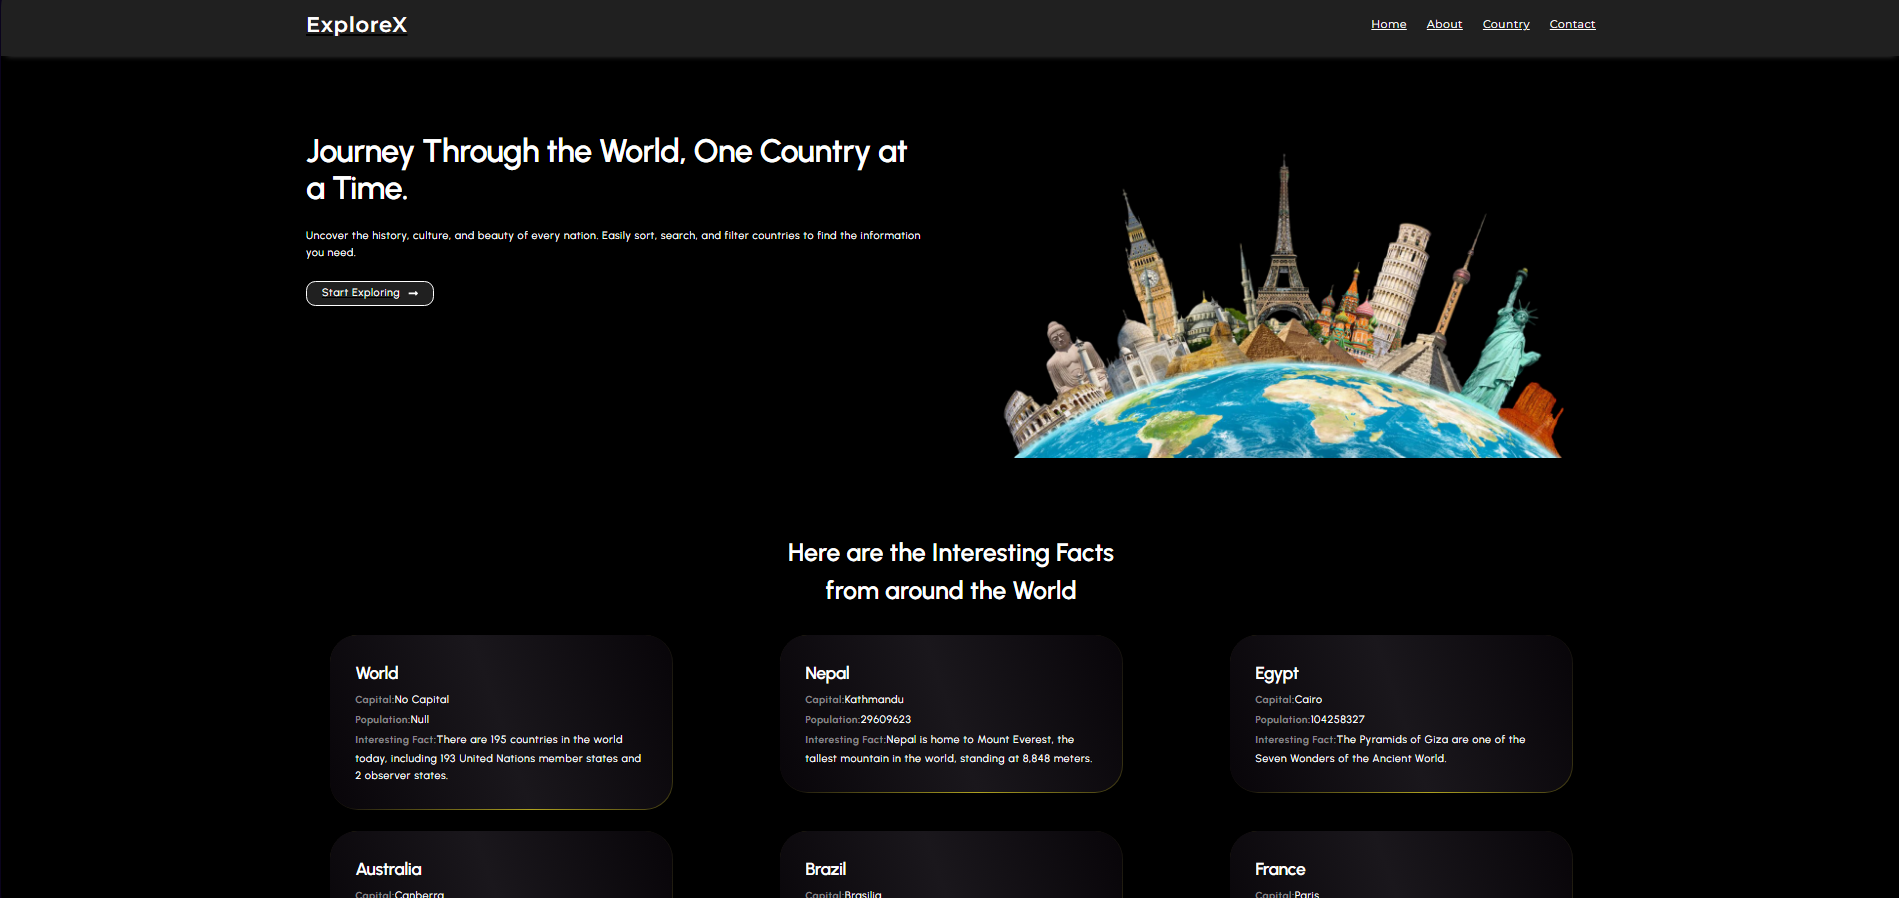 ExploreX
Home About Country Contact
Journey Through the World, One Country at
a Time.
Uncover the history, culture, and beauty of every nation. Easily sort, search, and filter countries to find the information
you need.
Start Exploring →
Here are the Interesting Facts
from around the World
World
Capital:No Capital
Population:Null
Interesting Fact:There are 195 countries in the world
today, including 193 United Nations member states and
2 observer states.
Nepal
Capital:Kathmandu
Population:29609623
Interesting Fact:Nepal is home to Mount Everest, the
tallest mountain in the world, standing at 8,848 meters.
Egypt
Capital:Cairo
Population:104258327
Interesting Fact:The Pyramids of Giza are one of the
Seven Wonders of the Ancient World.
Australia
Capital:Canberra
Brazil
Capital:Brasilia
France
Capital:Paris